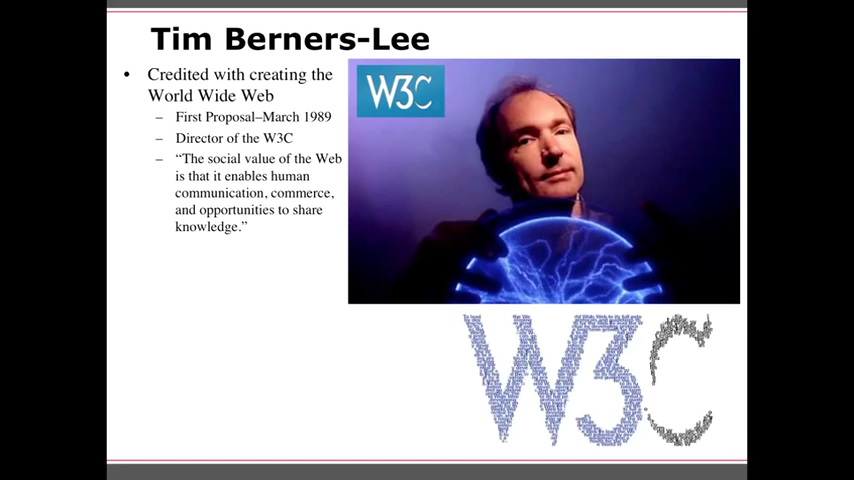 Tim Berners-Lee
• Credited with creating the
World Wide Web
– First Proposal–March 1989
– Director of the W3C
– “The social value of the Web
is that it enables human
communication, commerce,
and opportunities to share
knowledge.”
W3C
W3C